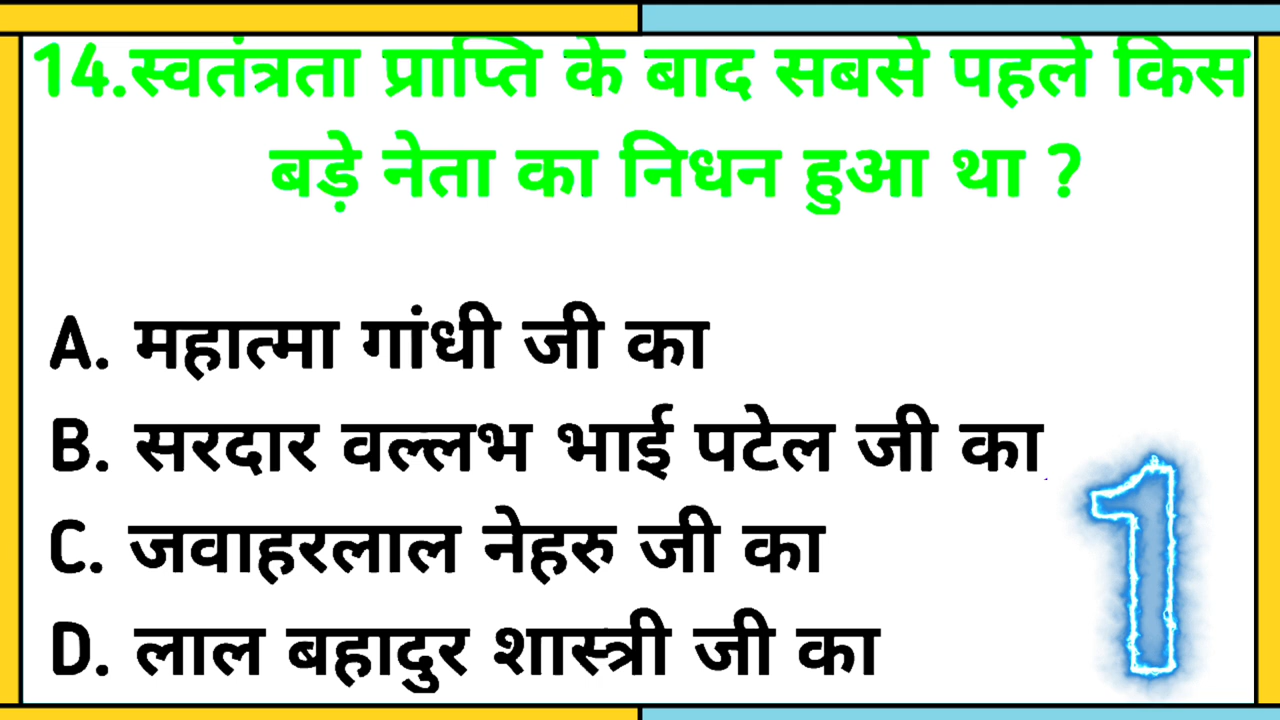 14.स्वतंत्रता प्राप्ति के बाद सबसे पहले किस
बड़े नेता का निधन हुआ था ?
A. महात्मा गांधी जी का
B. सरदार वल्लभ भाई पटेल जी का
C. जवाहरलाल नेहरु जी का
D. लाल बहादुर शास्त्री जी का
1